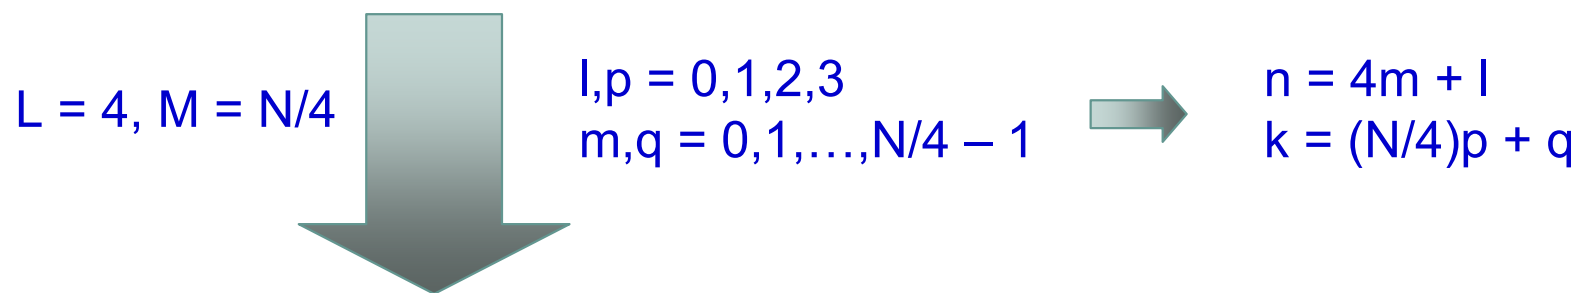 L = 4, M = N/4
l,p = 0,1,2,3
m,q = 0,1,…,N/4 – 1
n = 4m + l
k = (N/4)p + q